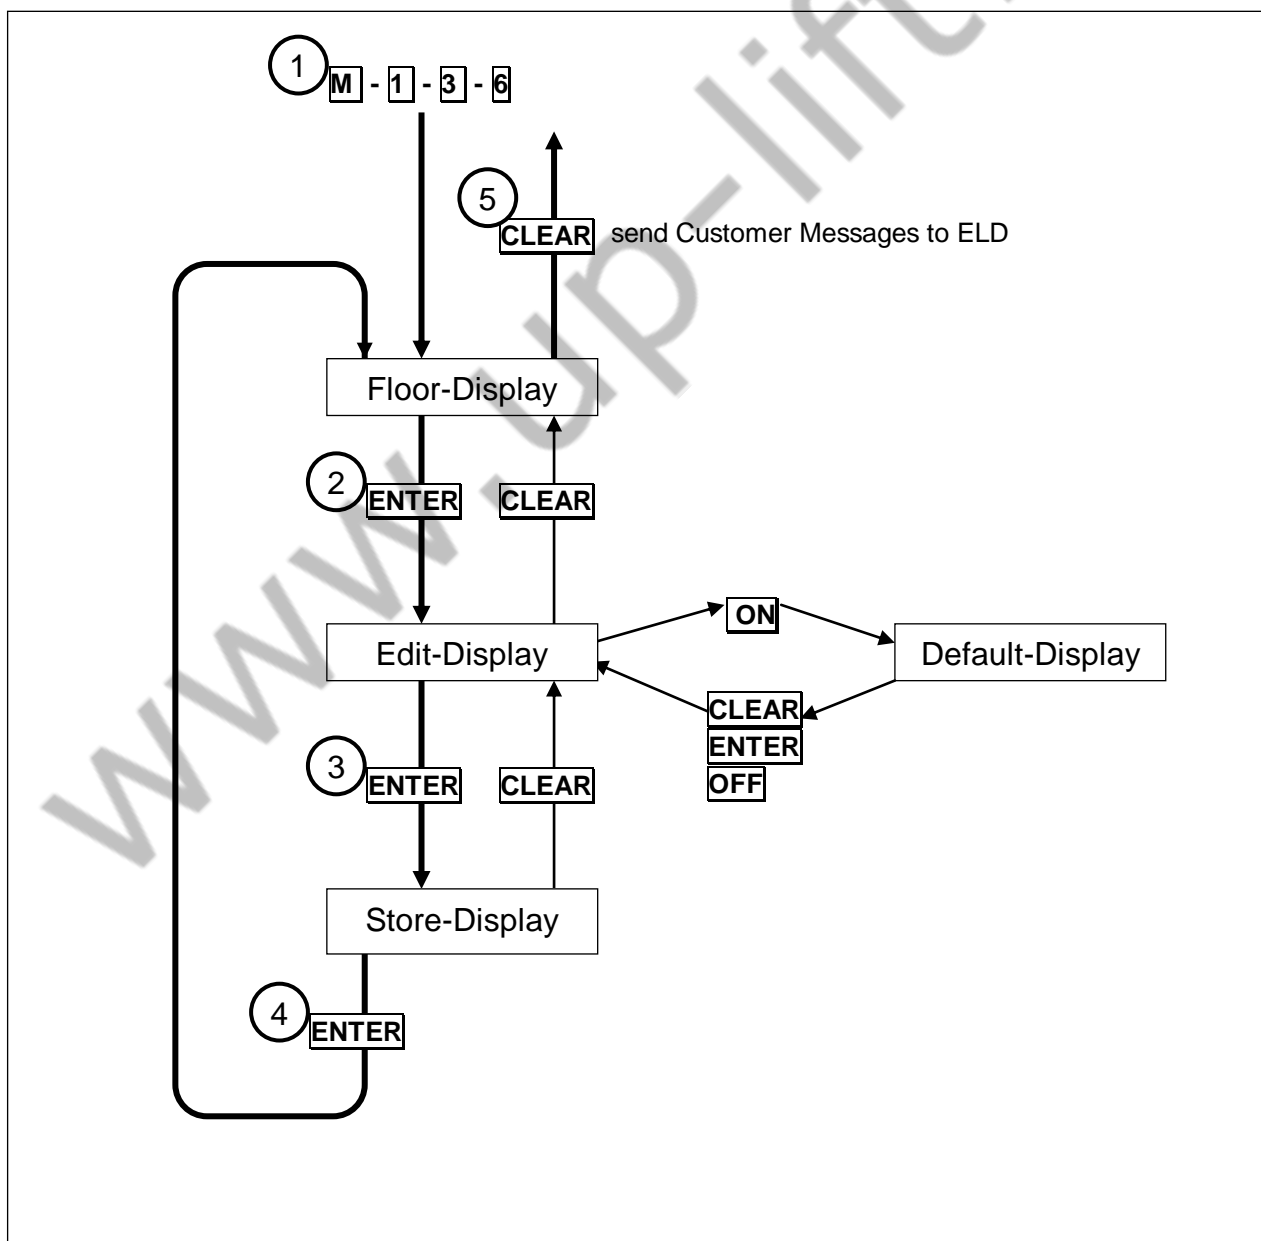 1
M - 1 - 3 - 6
5
CLEAR send Customer Messages to ELD
Floor-Display
2
ENTER CLEAR
ON
Edit-Display
Default-Display
CLEAR
ENTER
OFF
3
ENTER CLEAR
Store-Display
4
ENTER
www.up-lift